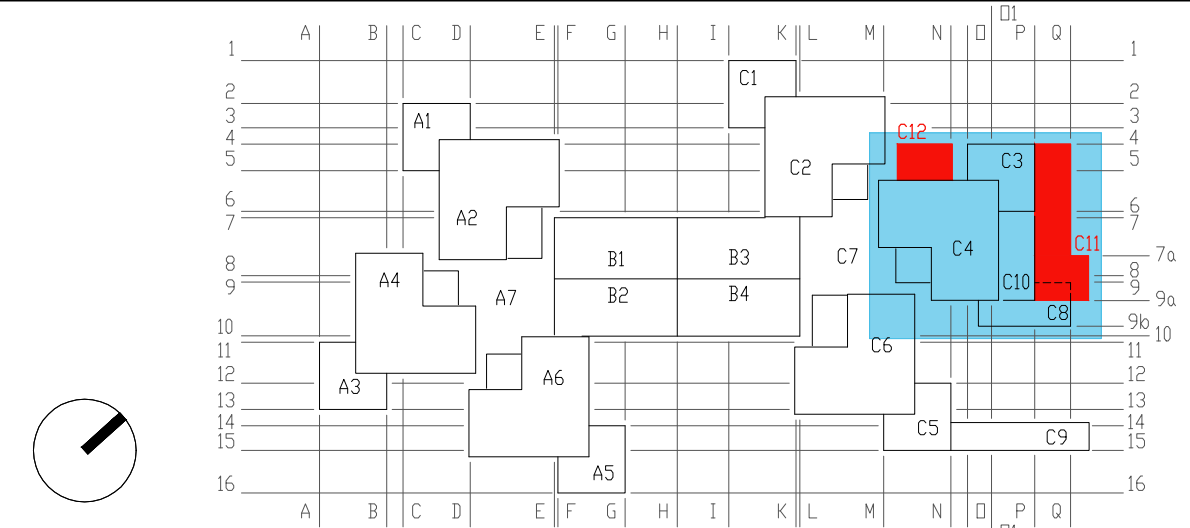 ▯1
A B C D E F G H I K L M N ▯ P Q
1 1
C1
2 2
A1 3 3
C12
4 4
5 C3 5
C2
6 6
A2
7 7
C11
B1 B3 C7 C4 7a
8 8
A4 C10
9 9
A7 B2 B4 9a
C8
10 9b
10
C6
11 11
A6
12 12
A3
13 13
14 C5 14
15 C9 15
A5
16 16
A B C D E F G H I K L M N ▯ P Q